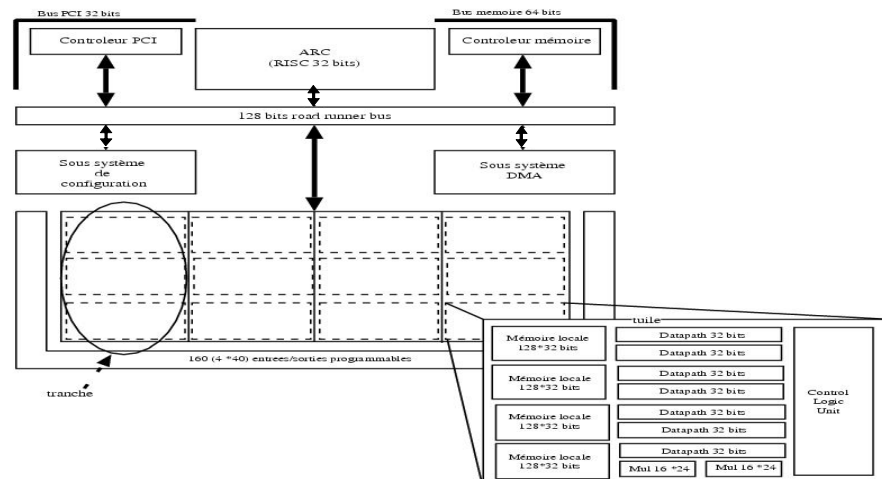 Bus PCI 32 bits
Bus memoire 64 bits
Controleur PCI
ARC
(RISC 32 bits)
Controleur mémoire
128 bits road runner bus
Sous système
de
configuration
Sous système
DMA
160 (4 *40) entrees/sorties programmables
tranche
tuile
Mémoire locale
128*32 bits
Mémoire locale
128*32 bits
Mémoire locale
128*32 bits
Mémoire locale
128*32 bits
Datapath 32 bits
Datapath 32 bits
Datapath 32 bits
Datapath 32 bits
Datapath 32 bits
Datapath 32 bits
Datapath 32 bits
Mul 16 *24
Mul 16 *24
Control
Logic
Unit